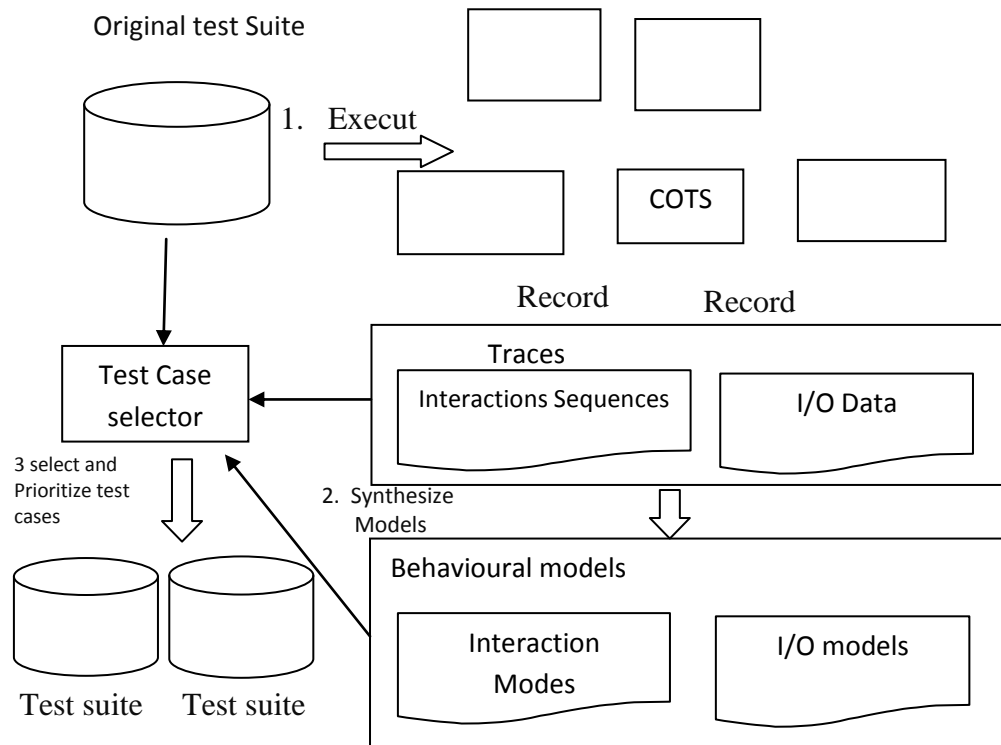 Original test Suite
1. Execut
COTS
Record
Record
Traces
Interactions Sequences
I/O Data
Test Case
selector
3 select and
Prioritize test
cases
2. Synthesize
Models
Behavioural models
Interaction
Modes
I/O models
Test suite
Test suite